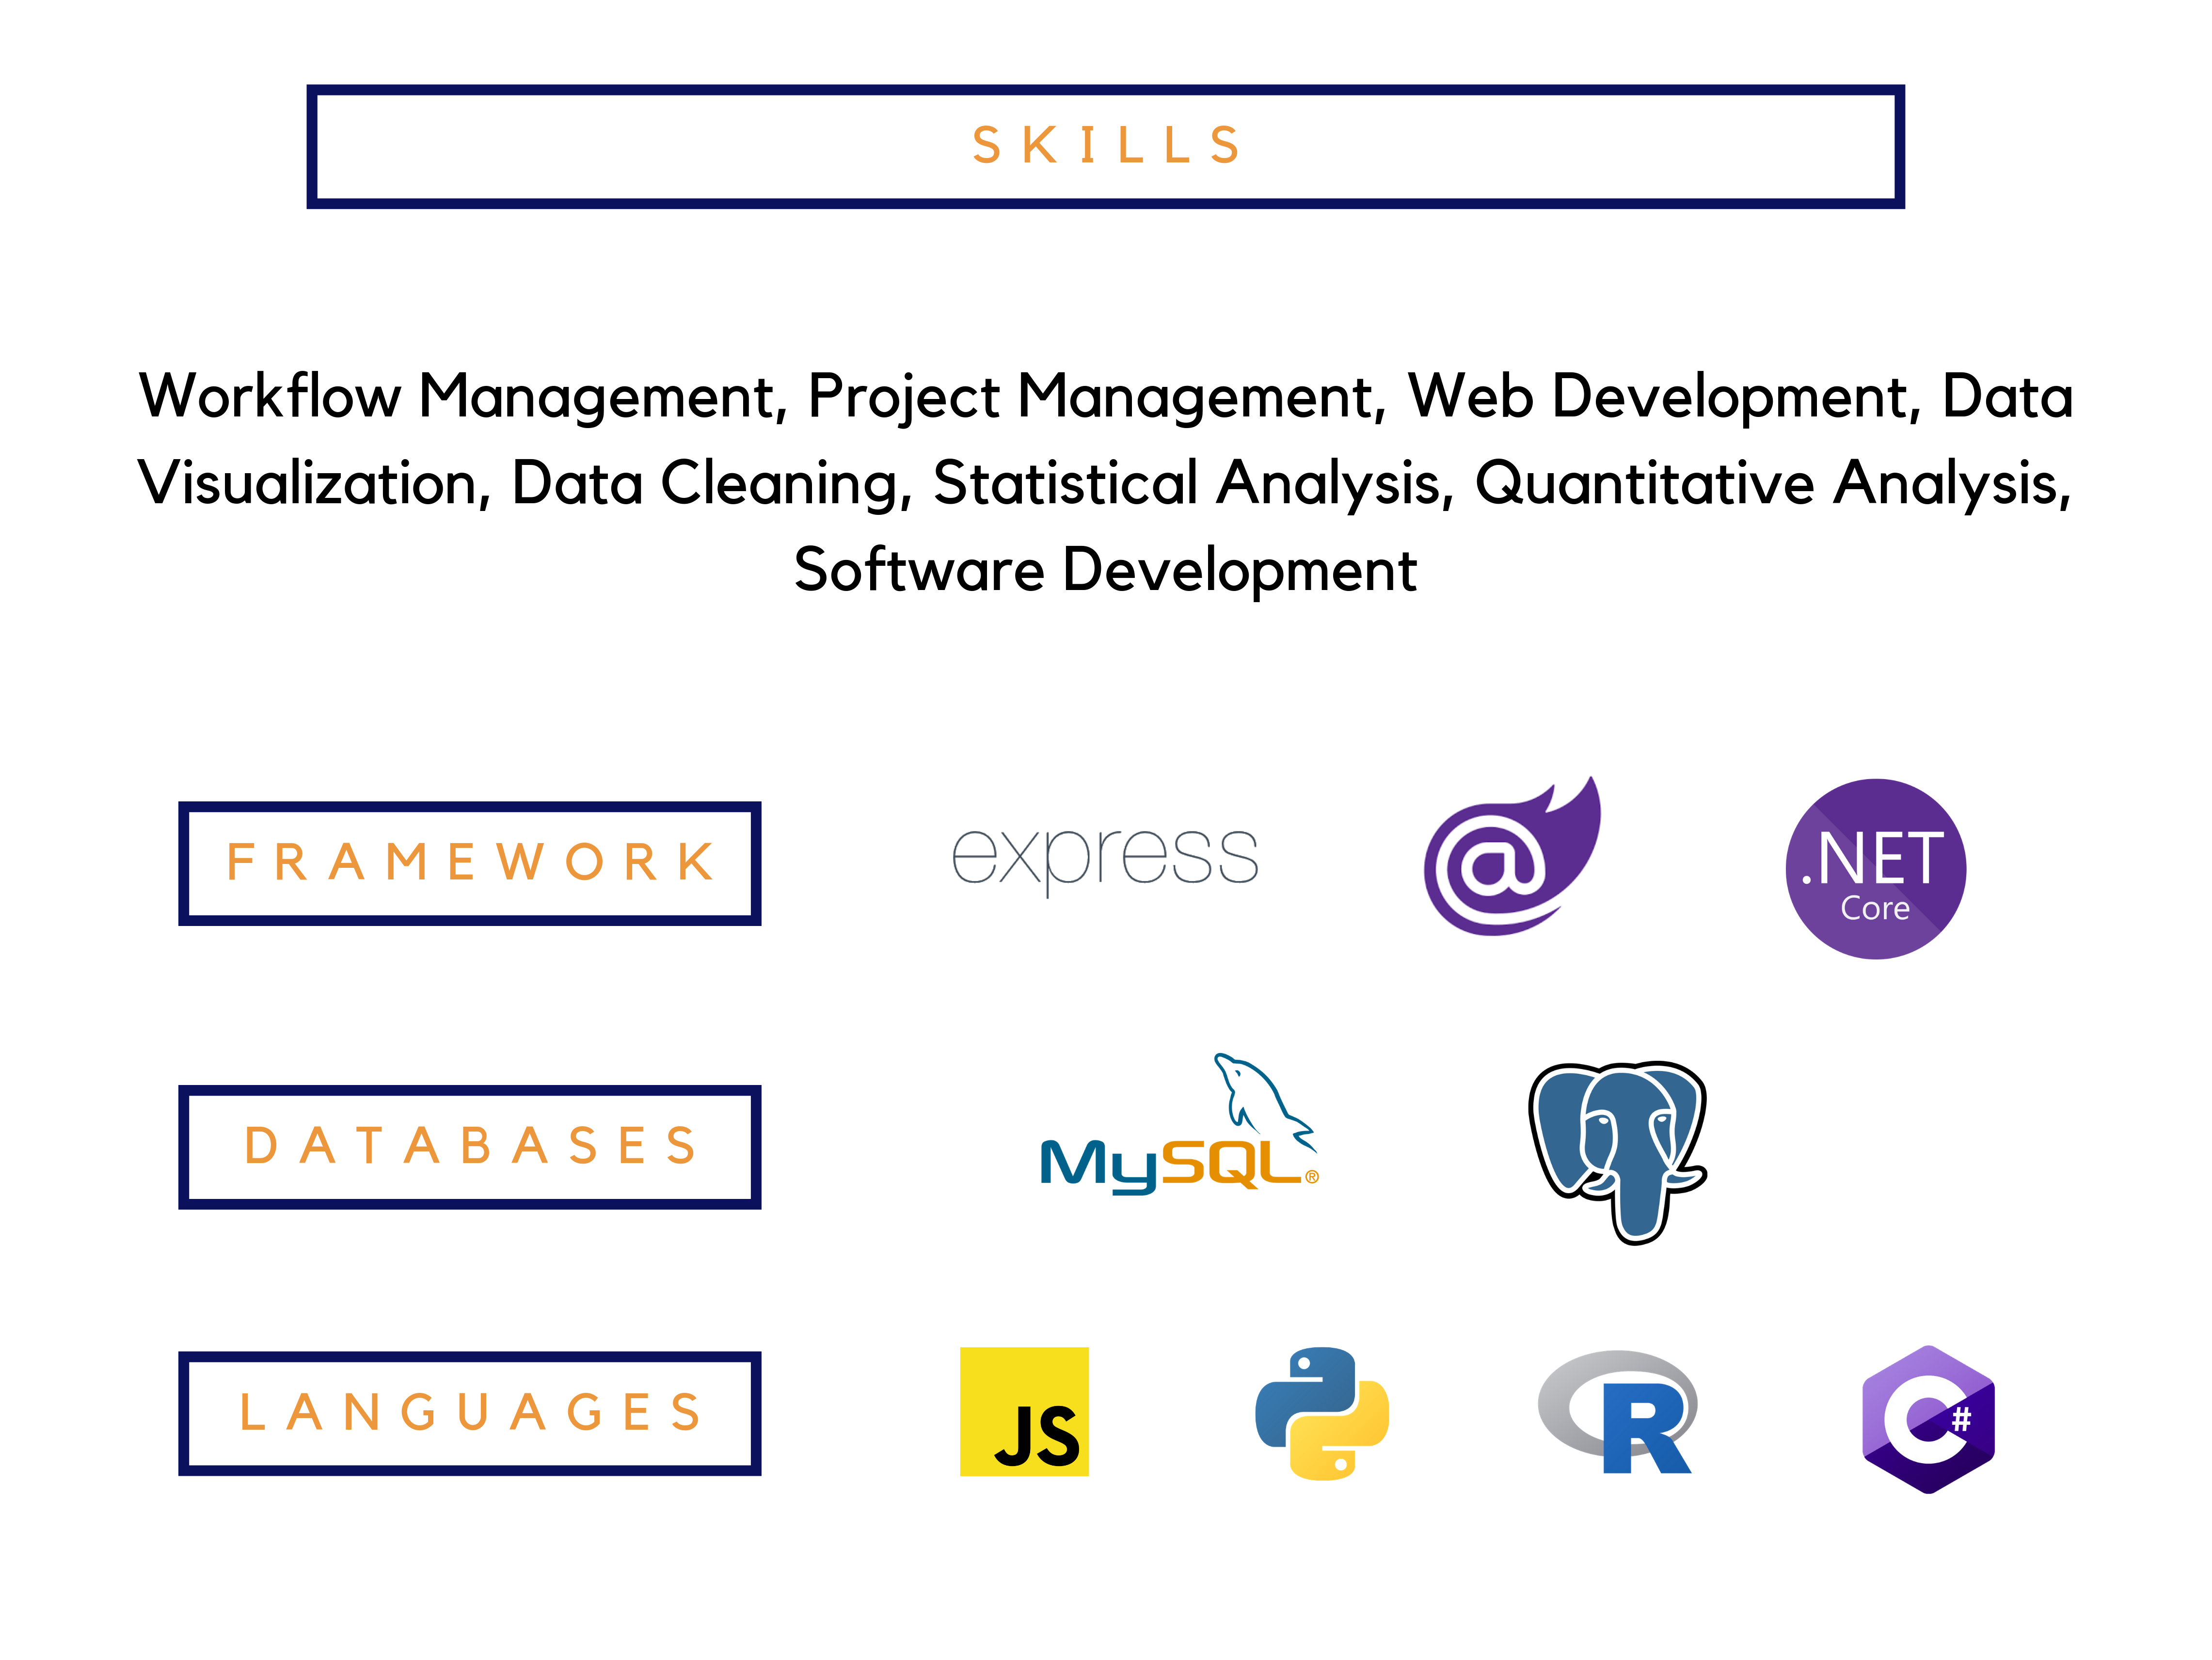 SKILLS
Workflow Management, Project Management, Web Development, Data
Visualization, Data Cleaning, Statistical Analysis, Quantitative Analysis,
Software Development
FRAMEWORK
express
@
.NET
Core
DATABASES
MySQL®
LANGUAGES
JS
R
C#